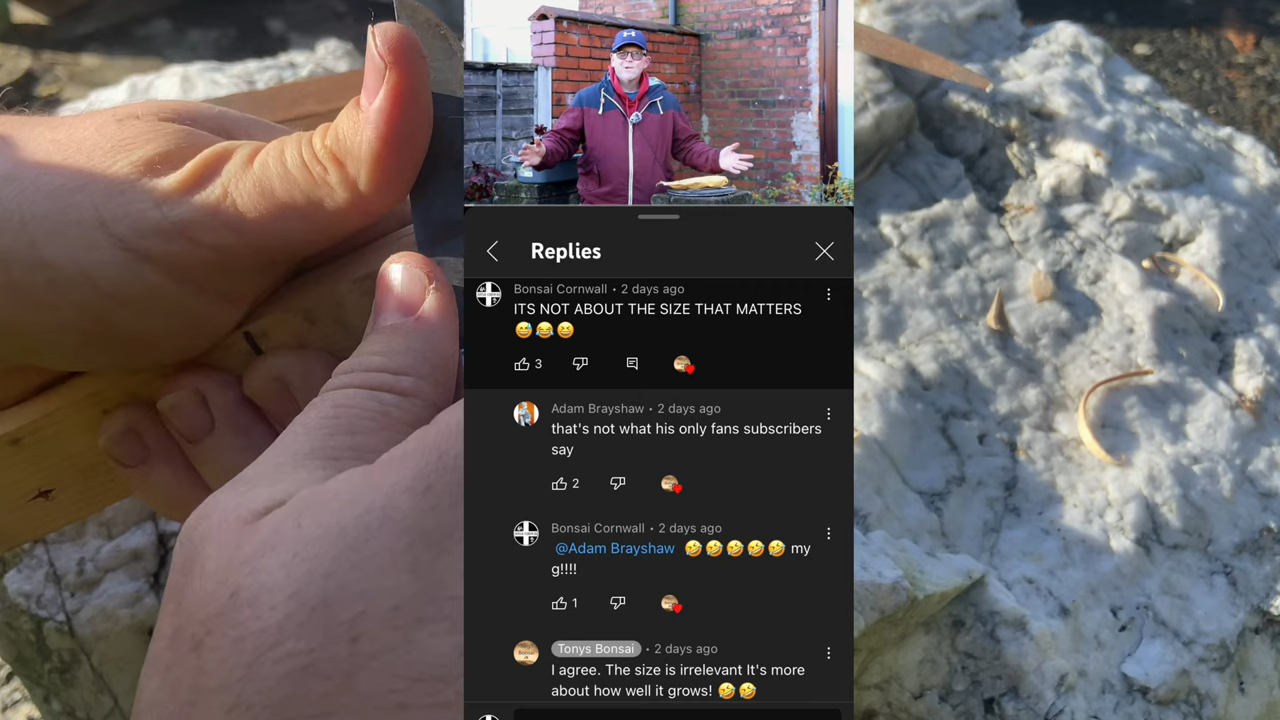 Replies
Bonsai Cornwall • 2 days ago
ITS NOT ABOUT THE SIZE THAT MATTERS
😅😂😆
3
Adam Brayshaw • 2 days ago
that's not what his only fans subscribers
say
2
Bonsai Cornwall • 2 days ago
@Adam Brayshaw 🤣🤣🤣🤣🤣 my
g!!!!
1
Tonys Bonsai • 2 days ago
I agree. The size is irrelevant It's more
about how well it grows! 🤣🤣